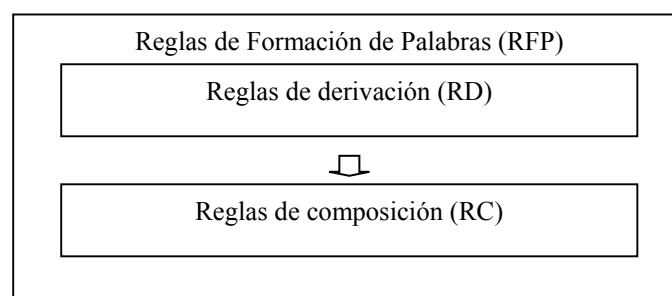 Reglas de Formación de Palabras (RFP)
Reglas de derivación (RD)
Reglas de composición (RC)